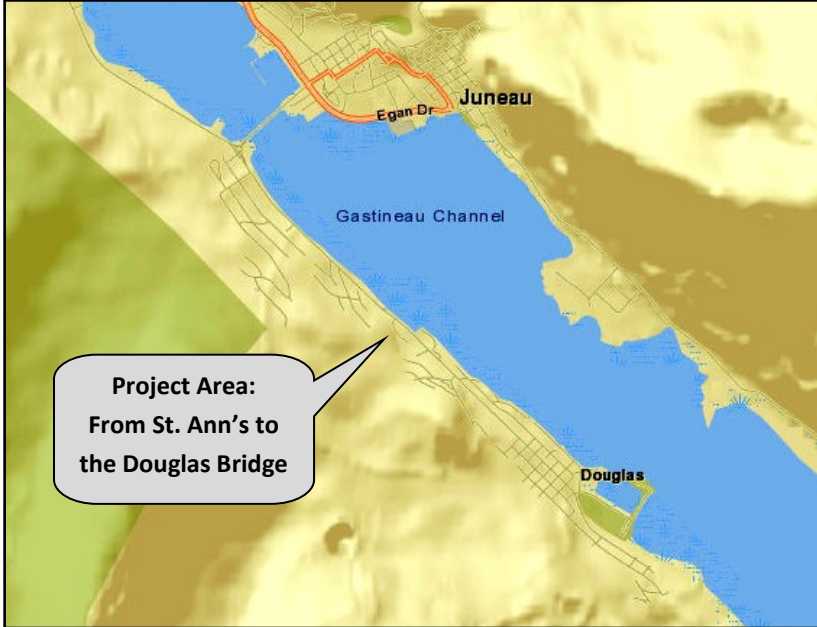 Juneau
Egan Dr
Gastineau Channel
Project Area:
From St. Ann’s to
the Douglas Bridge
Douglas